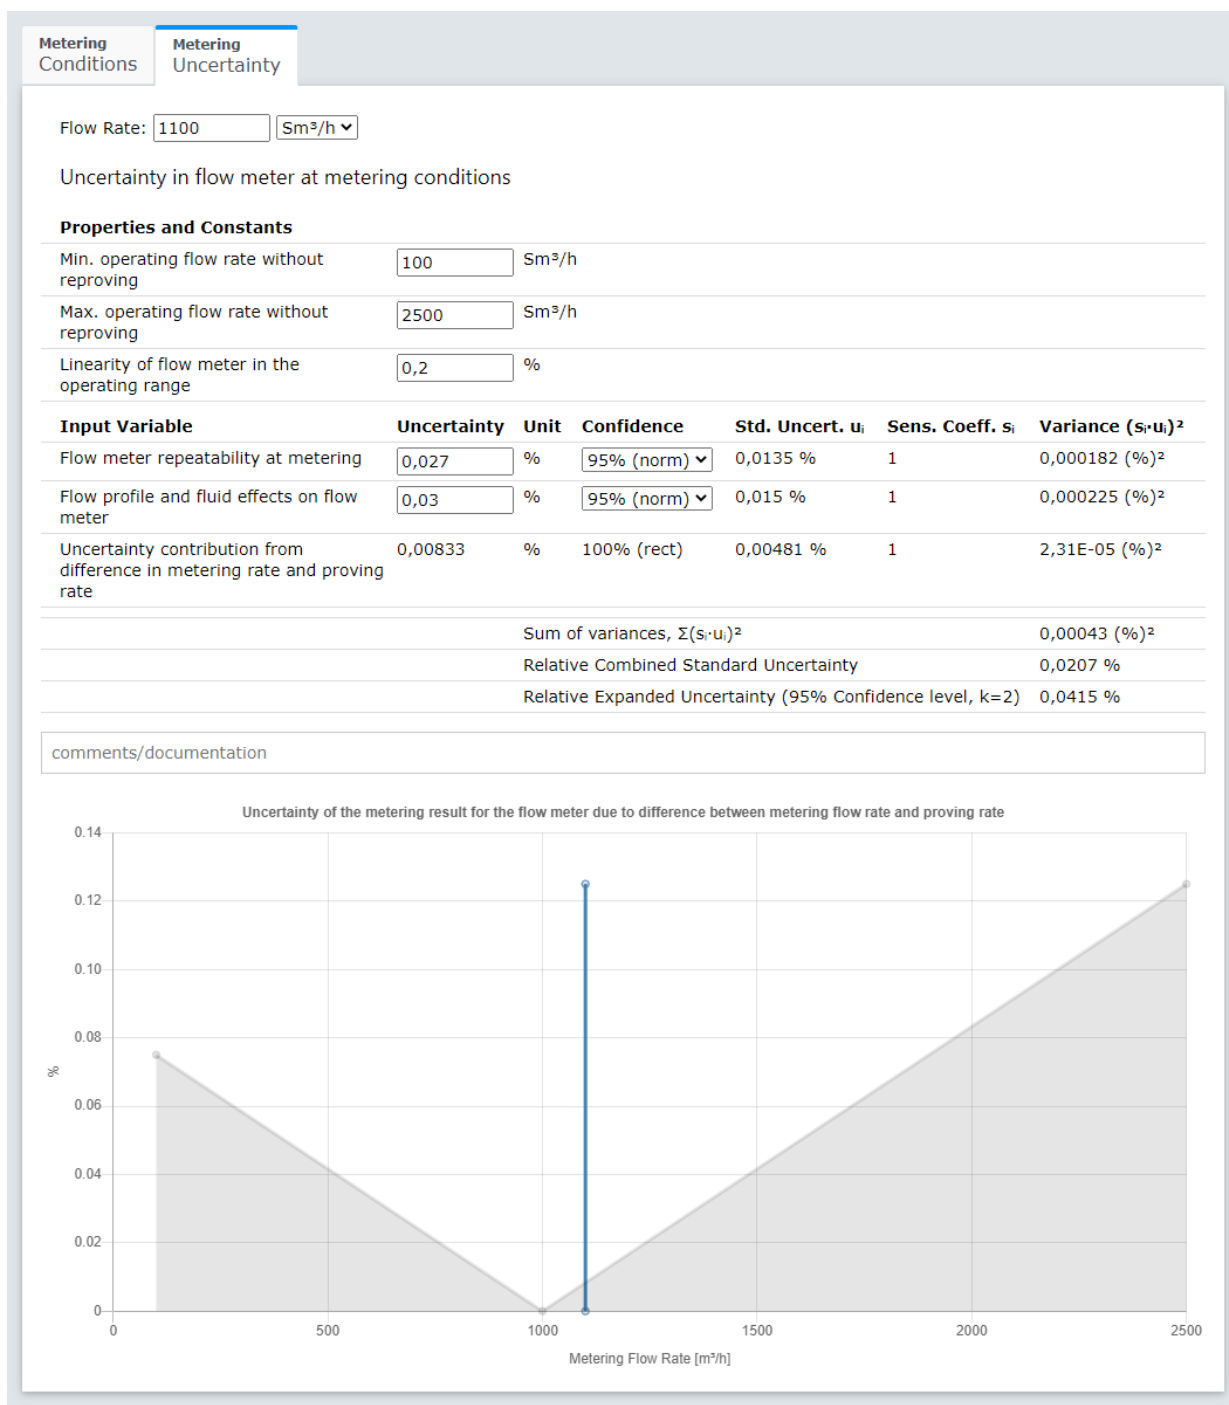 Metering
Conditions
Metering
Uncertainty
Flow Rate: 1100 Sm³/h
Uncertainty in flow meter at metering conditions
Properties and Constants
Min. operating flow rate without
reproving
100 Sm³/h
Max. operating flow rate without
reproving
2500 Sm³/h
Linearity of flow meter in the
operating range
0,2 %
Input Variable Uncertainty Unit Confidence Std. Uncert. uᵢ Sens. Coeff. sᵢ Variance (sᵢ·uᵢ)²
Flow meter repeatability at metering 0,027 % 95% (norm) 0,0135 % 1 0,000182 (%)²
Flow profile and fluid effects on flow
meter
0,03 % 95% (norm) 0,015 % 1 0,000225 (%)²
Uncertainty contribution from
difference in metering rate and proving
rate
0,00833 % 100% (rect) 0,00481 % 1 2,31E-05 (%)²
Sum of variances, Σ(sᵢ·uᵢ)² 0,00043 (%)²
Relative Combined Standard Uncertainty 0,0207 %
Relative Expanded Uncertainty (95% Confidence level, k=2) 0,0415 %
comments/documentation
Uncertainty of the metering result for the flow meter due to difference between metering flow rate and proving rate
0.14
0.12
0.10
0.08
%
0.06
0.04
0.02
0
0 500 1000 1500 2000 2500
Metering Flow Rate [m³/h]